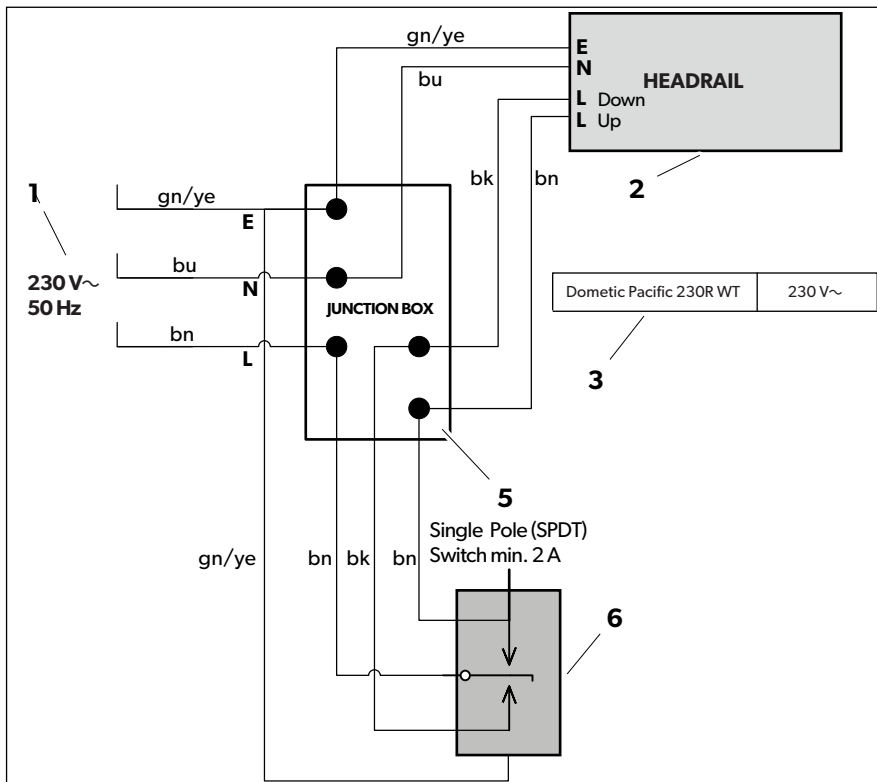 gn/ye
E
bu
N
HEADRAIL
L Down
L Up
bk
bn
2
1
gn/ye
E
230 V~
50 Hz
bu
N
JUNCTION BOX
bn
L
Dometic Pacific 230R WT 230 V~
3
5
Single Pole (SPDT)
Switch min. 2 A
gn/ye
bn
bk
bn
6